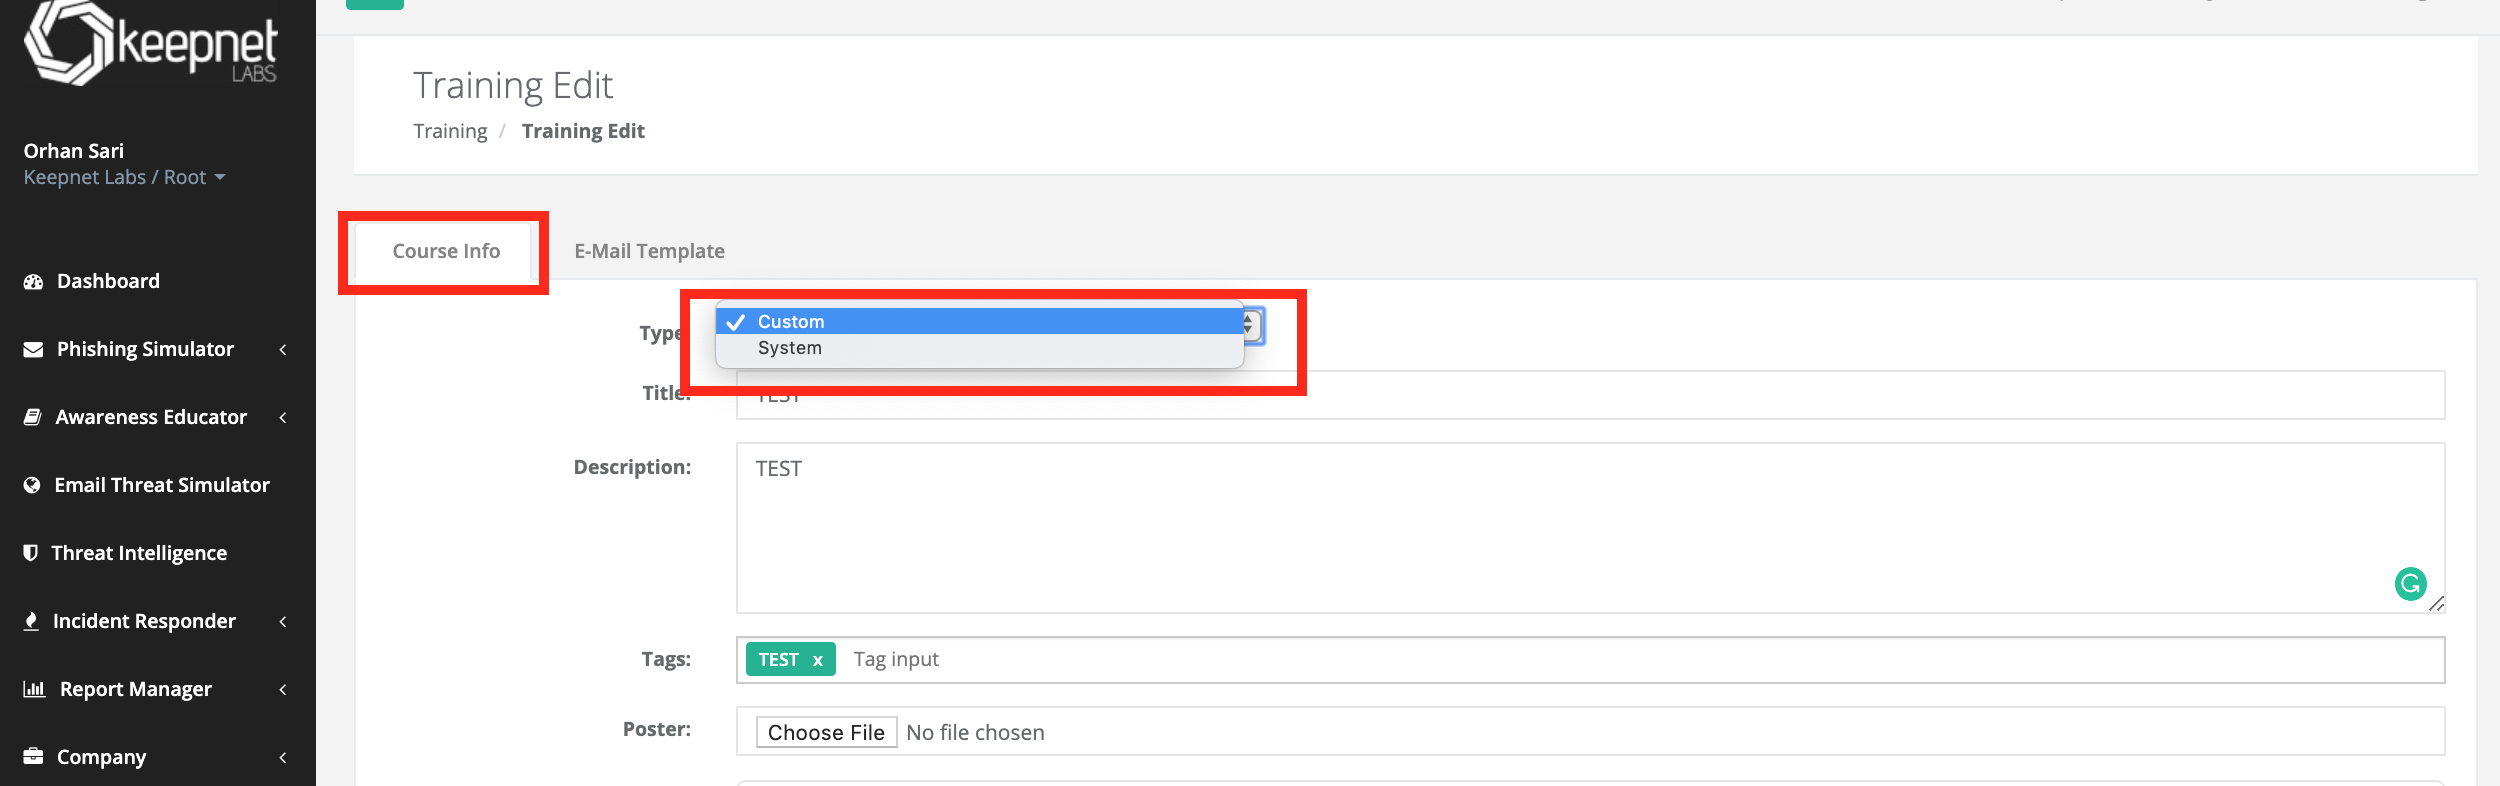 keepnet
LABS
Orhan Sari
Keepnet Labs / Root
Dashboard
Phishing Simulator
Awareness Educator
Email Threat Simulator
Threat Intelligence
Incident Responder
Report Manager
Company
Training Edit
Training / Training Edit
Course Info
E-Mail Template
Type
Custom
System
Title:
TEST
Description:
TEST
Tags:
TEST x Tag input
Poster:
Choose File No file chosen